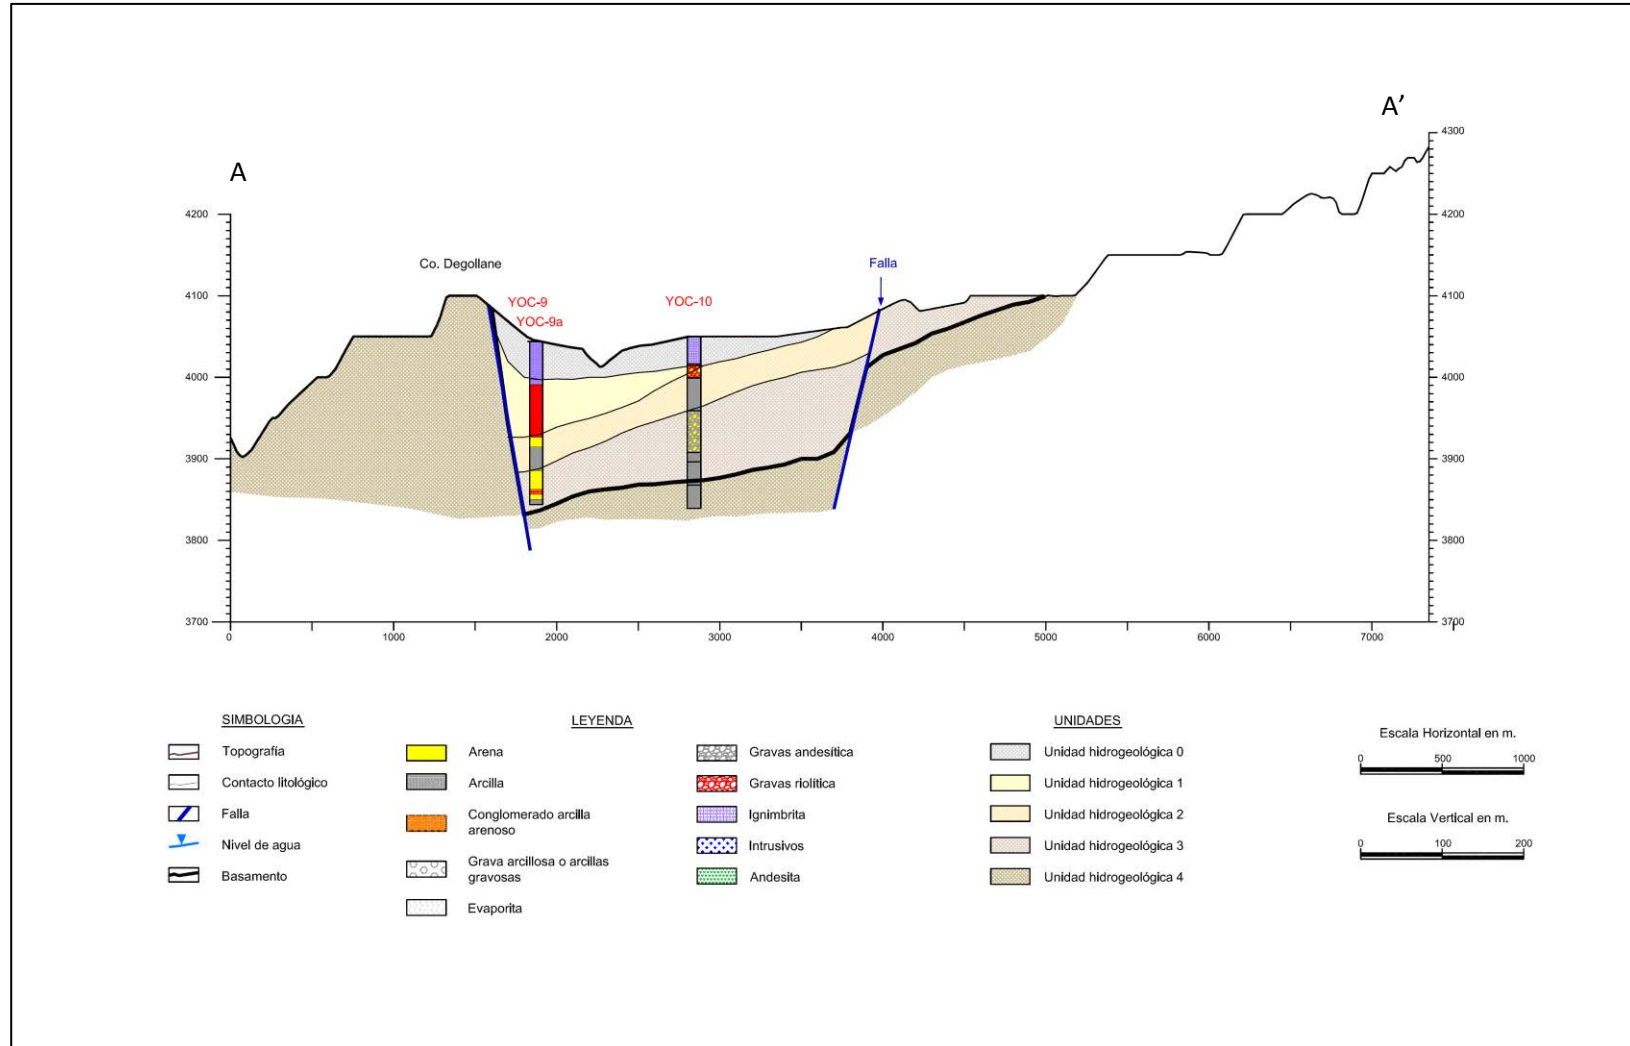 A
A’
4300
4200
4100
4000
3900
3800
3700
4200
4100
4000
3900
3800
3700
Co. Degollane
YOC-9
YOC-9a
YOC-10
Falla
0
1000
2000
3000
4000
5000
6000
7000
SIMBOLOGIA
Topografía
Contacto litológico
Falla
Nivel de agua
Basamento
LEYENDA
Arena
Arcilla
Conglomerado arcilla
arenoso
Grava arcillosa o arcillas
gravosas
Evaporita
Gravas andesítica
Gravas riolítica
Ignimbrita
Intrusivos
Andesita
UNIDADES
Unidad hidrogeológica 0
Unidad hidrogeológica 1
Unidad hidrogeológica 2
Unidad hidrogeológica 3
Unidad hidrogeológica 4
Escala Horizontal en m.
0 500 1000
Escala Vertical en m.
0 100 200